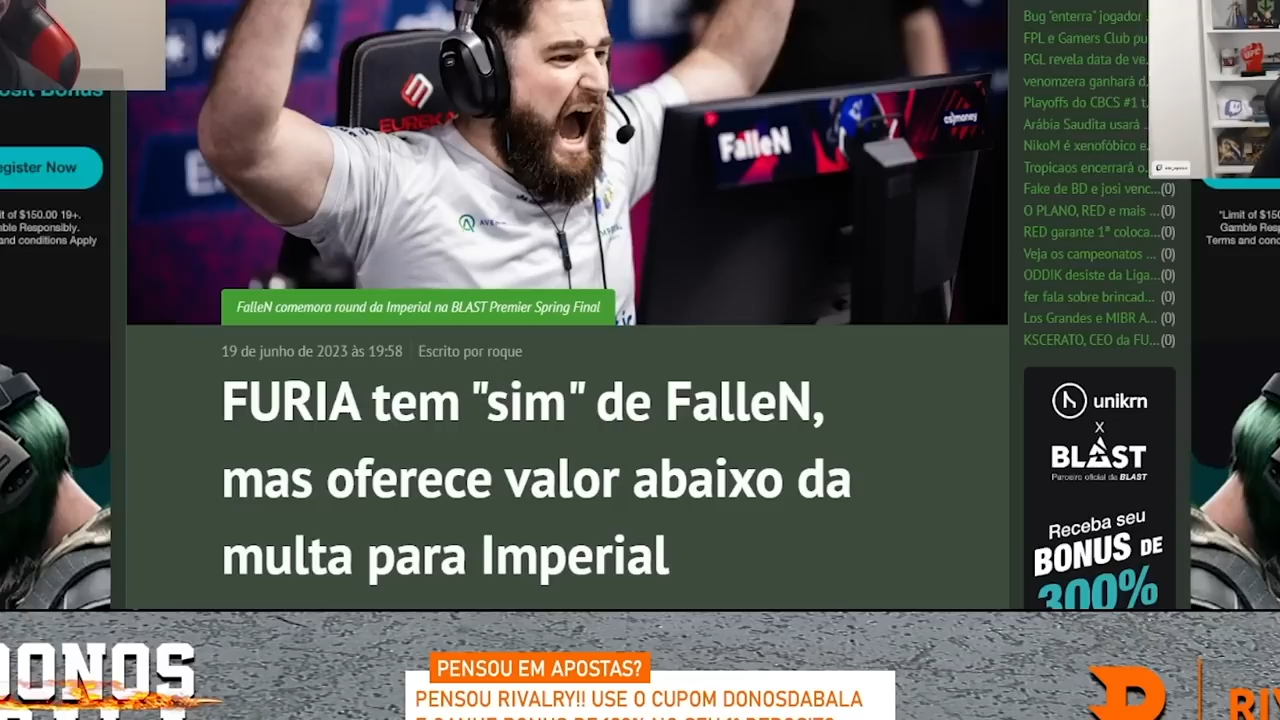 Bug "enterra" jogador .
FPL e Gamers Club pu
PGL revela data de ve.
venomzera ganhará d
Playoffs do CBCS #1 t.
Arábia Saudita usará
NikoM é xenofóbico e.
Tropicaos encerrará o.
Fake de BD e josi venc...(0)
O PLANO, RED e mais ...(0)
RED garante 1ª coloca...(0)
Veja os campeonatos ... (0)
ODDIK desiste da Liga...(0)
fer fala sobre brincad... (0)
Los Grandes e MIBR A... (0)
KSCERATO, CEO da FU...(0)
UFC
osit Bonus
egister Now
it of $150.00 19+.
ble Responsibly.
and conditions Apply
EUREKA
FalleN
cs.money
FalleN comemora round da Imperial na BLAST Premier Spring Final
19 de junho de 2023 às 19:58 Escrito por roque
FURIA tem "sim" de FalleN,
mas oferece valor abaixo da
multa para Imperial
unikrn
X
BLAST
Parceiro oficial da BLAST
Receba seu
BONUS DE
300%
*Limit of $150
Gamble Resp
Terms and cond
DONOS
PENSOU EM APOSTAS?
PENSOU RIVALRY!! USE O CUPOM DONOSDABALA
RIV